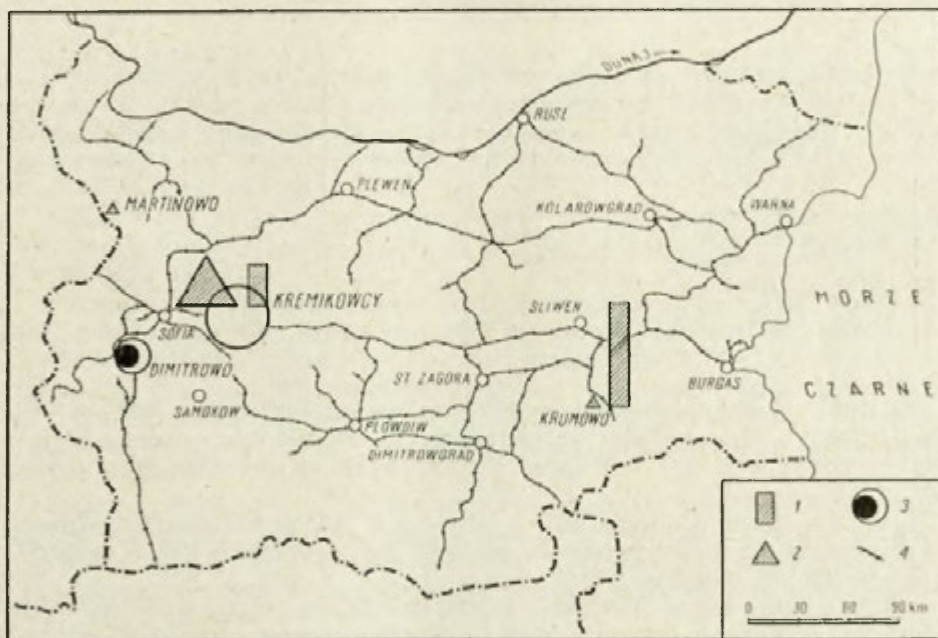 DUNAJ
RUSE
PLEWEN
MARTINOWO
KOLAROWGRAD
WARNA
KREMIKOWCY
SLIWEN
MORZE
SOFIA
DIMITROWO
ST. ZAGORA
BURGAS
CZARNE
SAMOKOW
KRUMOWO
PŁOWDIW
DIMITROWGRAD
1 3
2 4
0 30 60 90 km